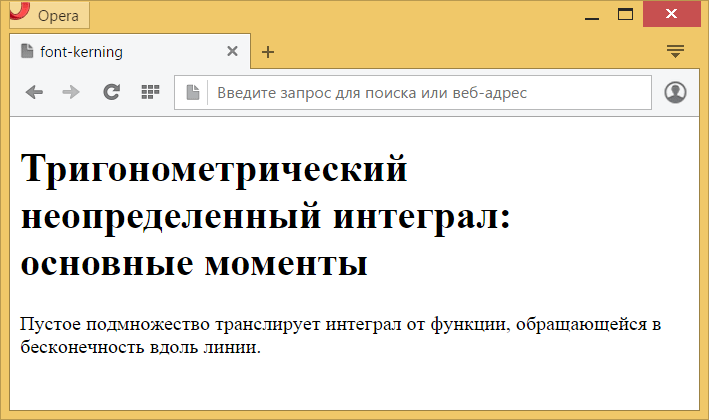 Opera
font-kerning
Введите запрос для поиска или веб-адрес
Тригонометрический
неопределенный интеграл:
основные моменты
Пустое подмножество транслирует интеграл от функции, обращающейся в
бесконечность вдоль линии.